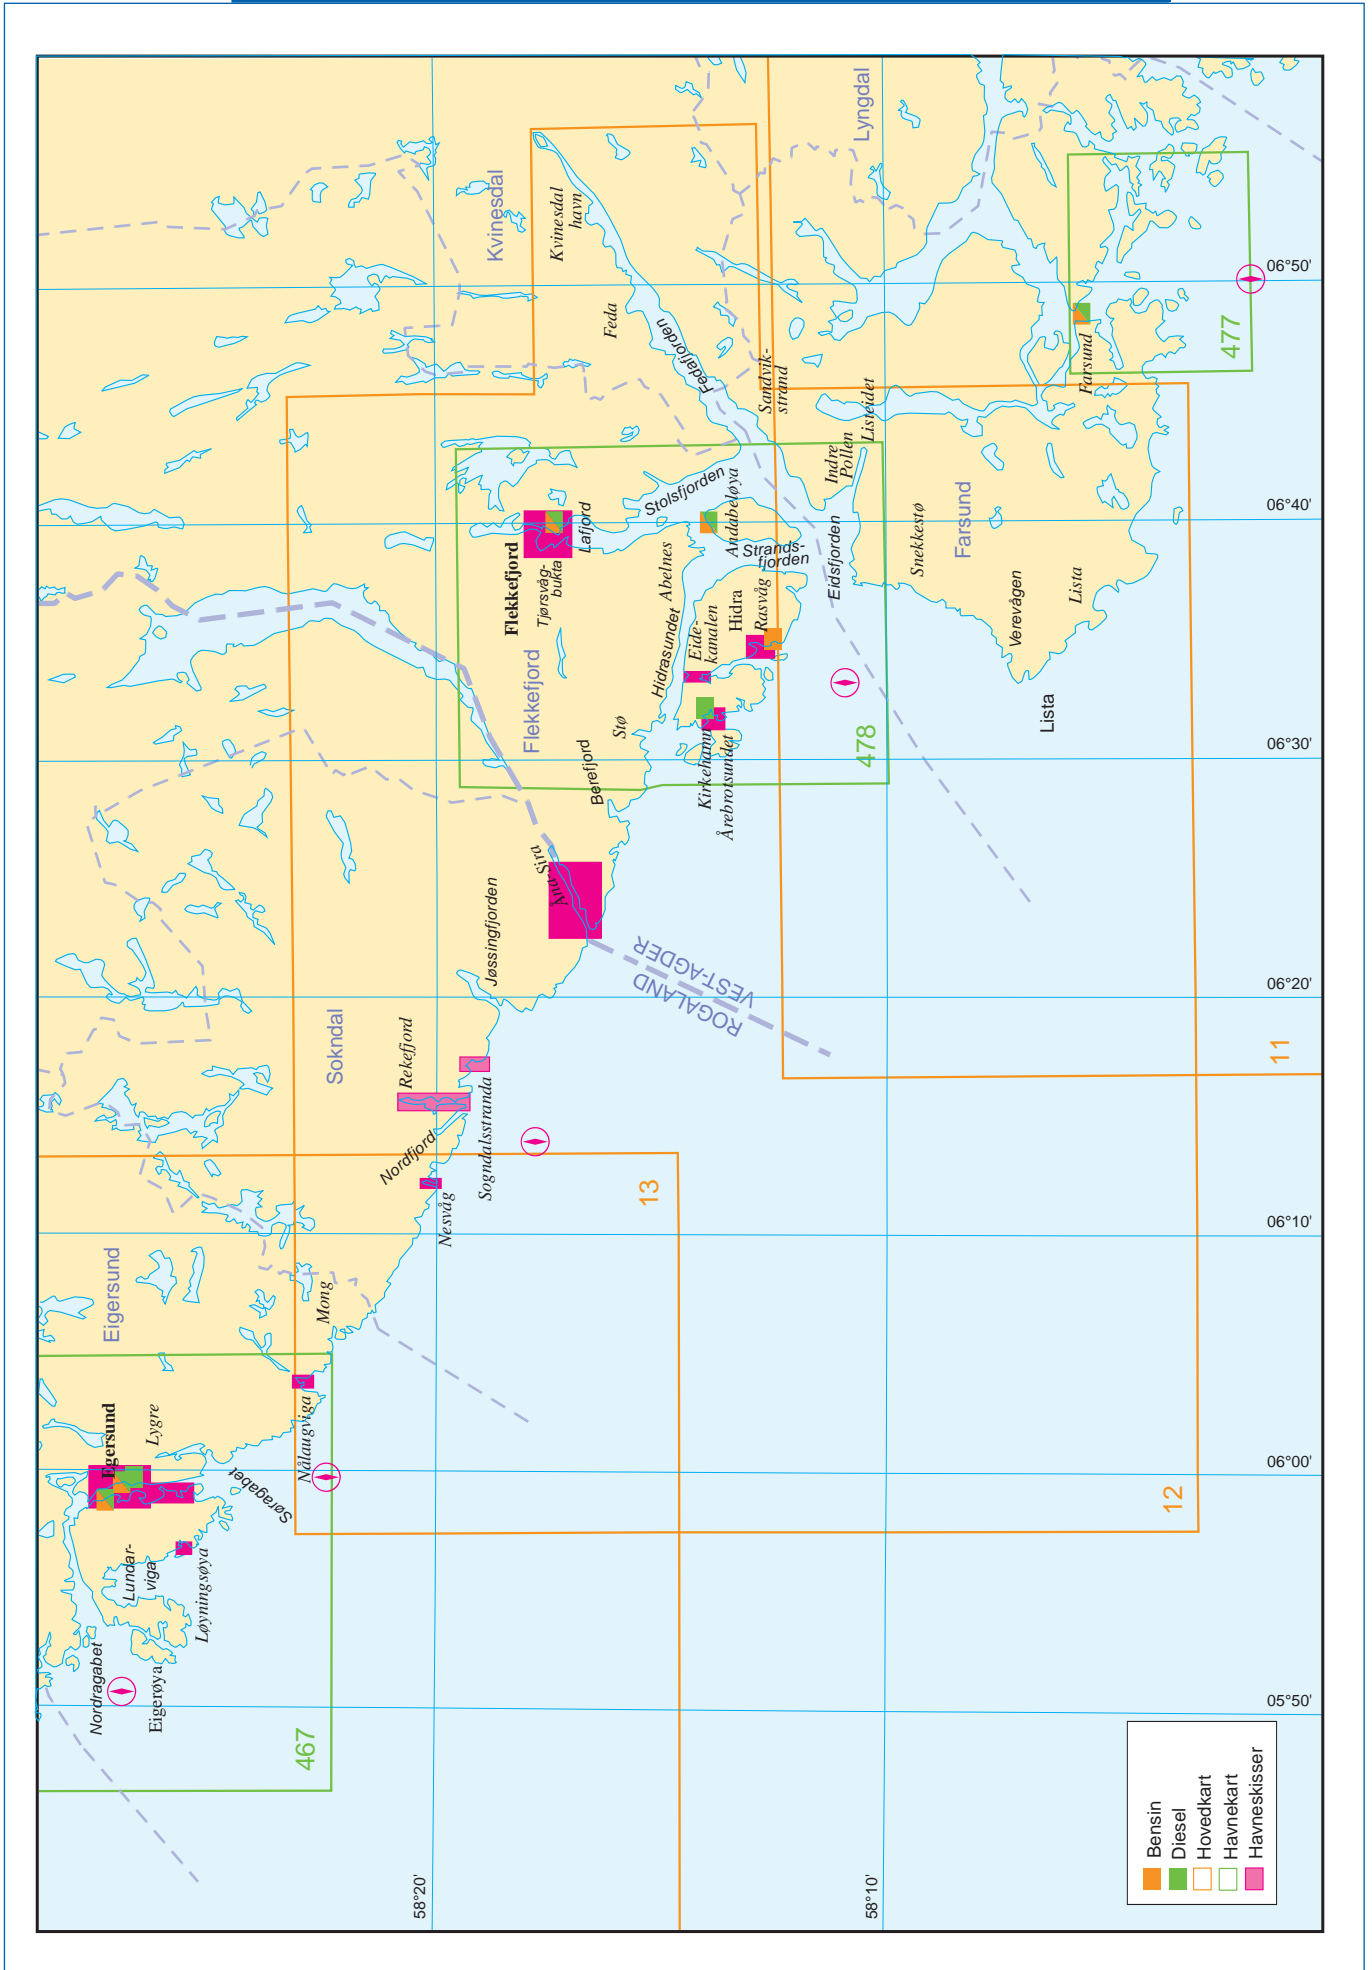 Lyngdal
Kvinesdal
Kvinesdal
havn
Feda
Fedafjorden
Sandvik-
strand
Farsund
477
06°50'
Listeidet
Indre
Pollen
Stolsfjorden
Andabeløya
Lafjord
Flekkefjord
Tjørsvåg-
bukta
Abelnes
Strands-
fjorden
Eidsfjorden
Snekkestø
Farsund
06°40'
Hidrasundet
Eide-
kanalen
Hidra
Rasvåg
Verevågen
Lista
Lista
Flekkefjord
Stø
Berefjord
Kirkehamn
Årebrotsundet
478
06°30'
Åna-Sira
Jøssingfjorden
ROGALAND
VEST-AGDER
06°20'
Sokndal
Rekefjord
Sogndalsstranda
Nordfjord
Nesvåg
11
13
06°10'
Eigersund
Mong
Egersund
Lygre
Nålaugviga
Søragabet
12
06°00'
Lundar-
viga
Løyningsøya
Nordragabet
Eigerøya
467
05°50'
58°20'
58°10'
Bensin
Diesel
Hovedkart
Havnekart
Havneskisser